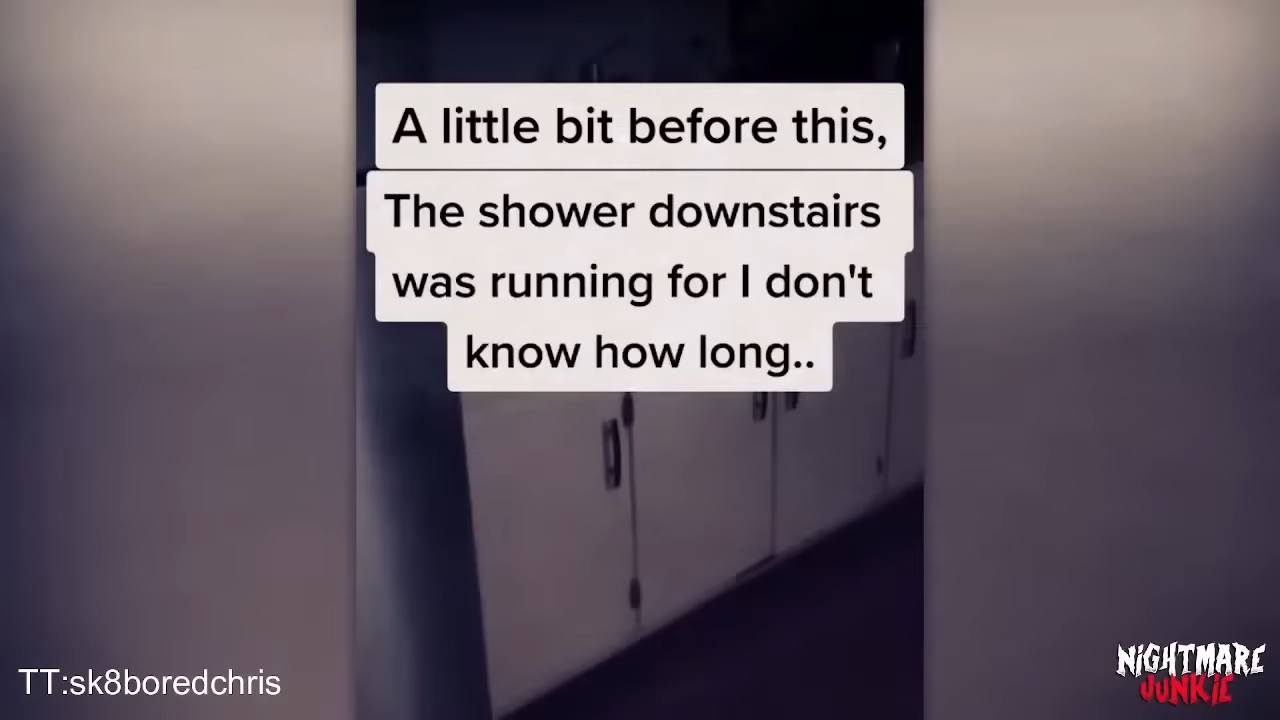 A little bit before this,
The shower downstairs
was running for I don't
know how long..
TT:sk8boredchris
NIGHTMARE
JUNKIE